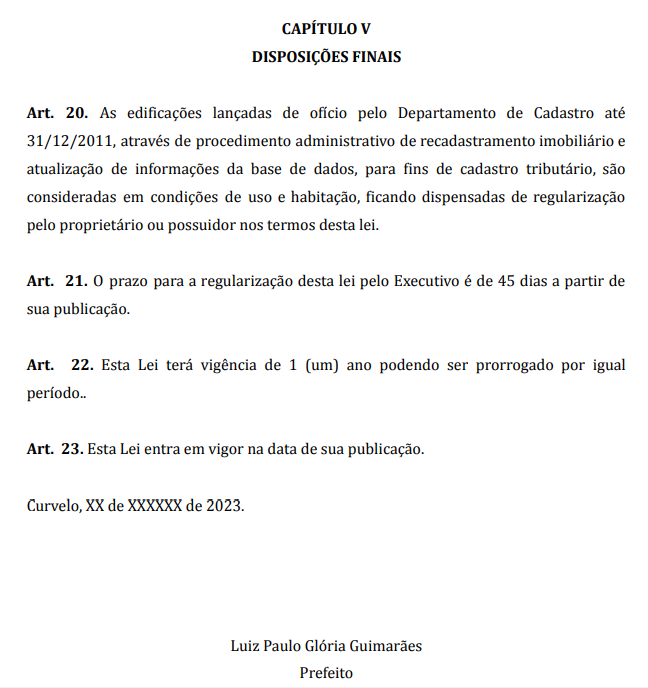 CAPÍTULO V
DISPOSIÇÕES FINAIS
Art. 20. As edificações lançadas de ofício pelo Departamento de Cadastro até
31/12/2011, através de procedimento administrativo de recadastramento imobiliário e
atualização de informações da base de dados, para fins de cadastro tributário, são
consideradas em condições de uso e habitação, ficando dispensadas de regularização
pelo proprietário ou possuidor nos termos desta lei.
Art. 21. O prazo para a regularização desta lei pelo Executivo é de 45 dias a partir de
sua publicação.
Art. 22. Esta Lei terá vigência de 1 (um) ano podendo ser prorrogado por igual
período..
Art. 23. Esta Lei entra em vigor na data de sua publicação.
Curvelo, XX de XXXXXX de 2023.
Luiz Paulo Glória Guimarães
Prefeito